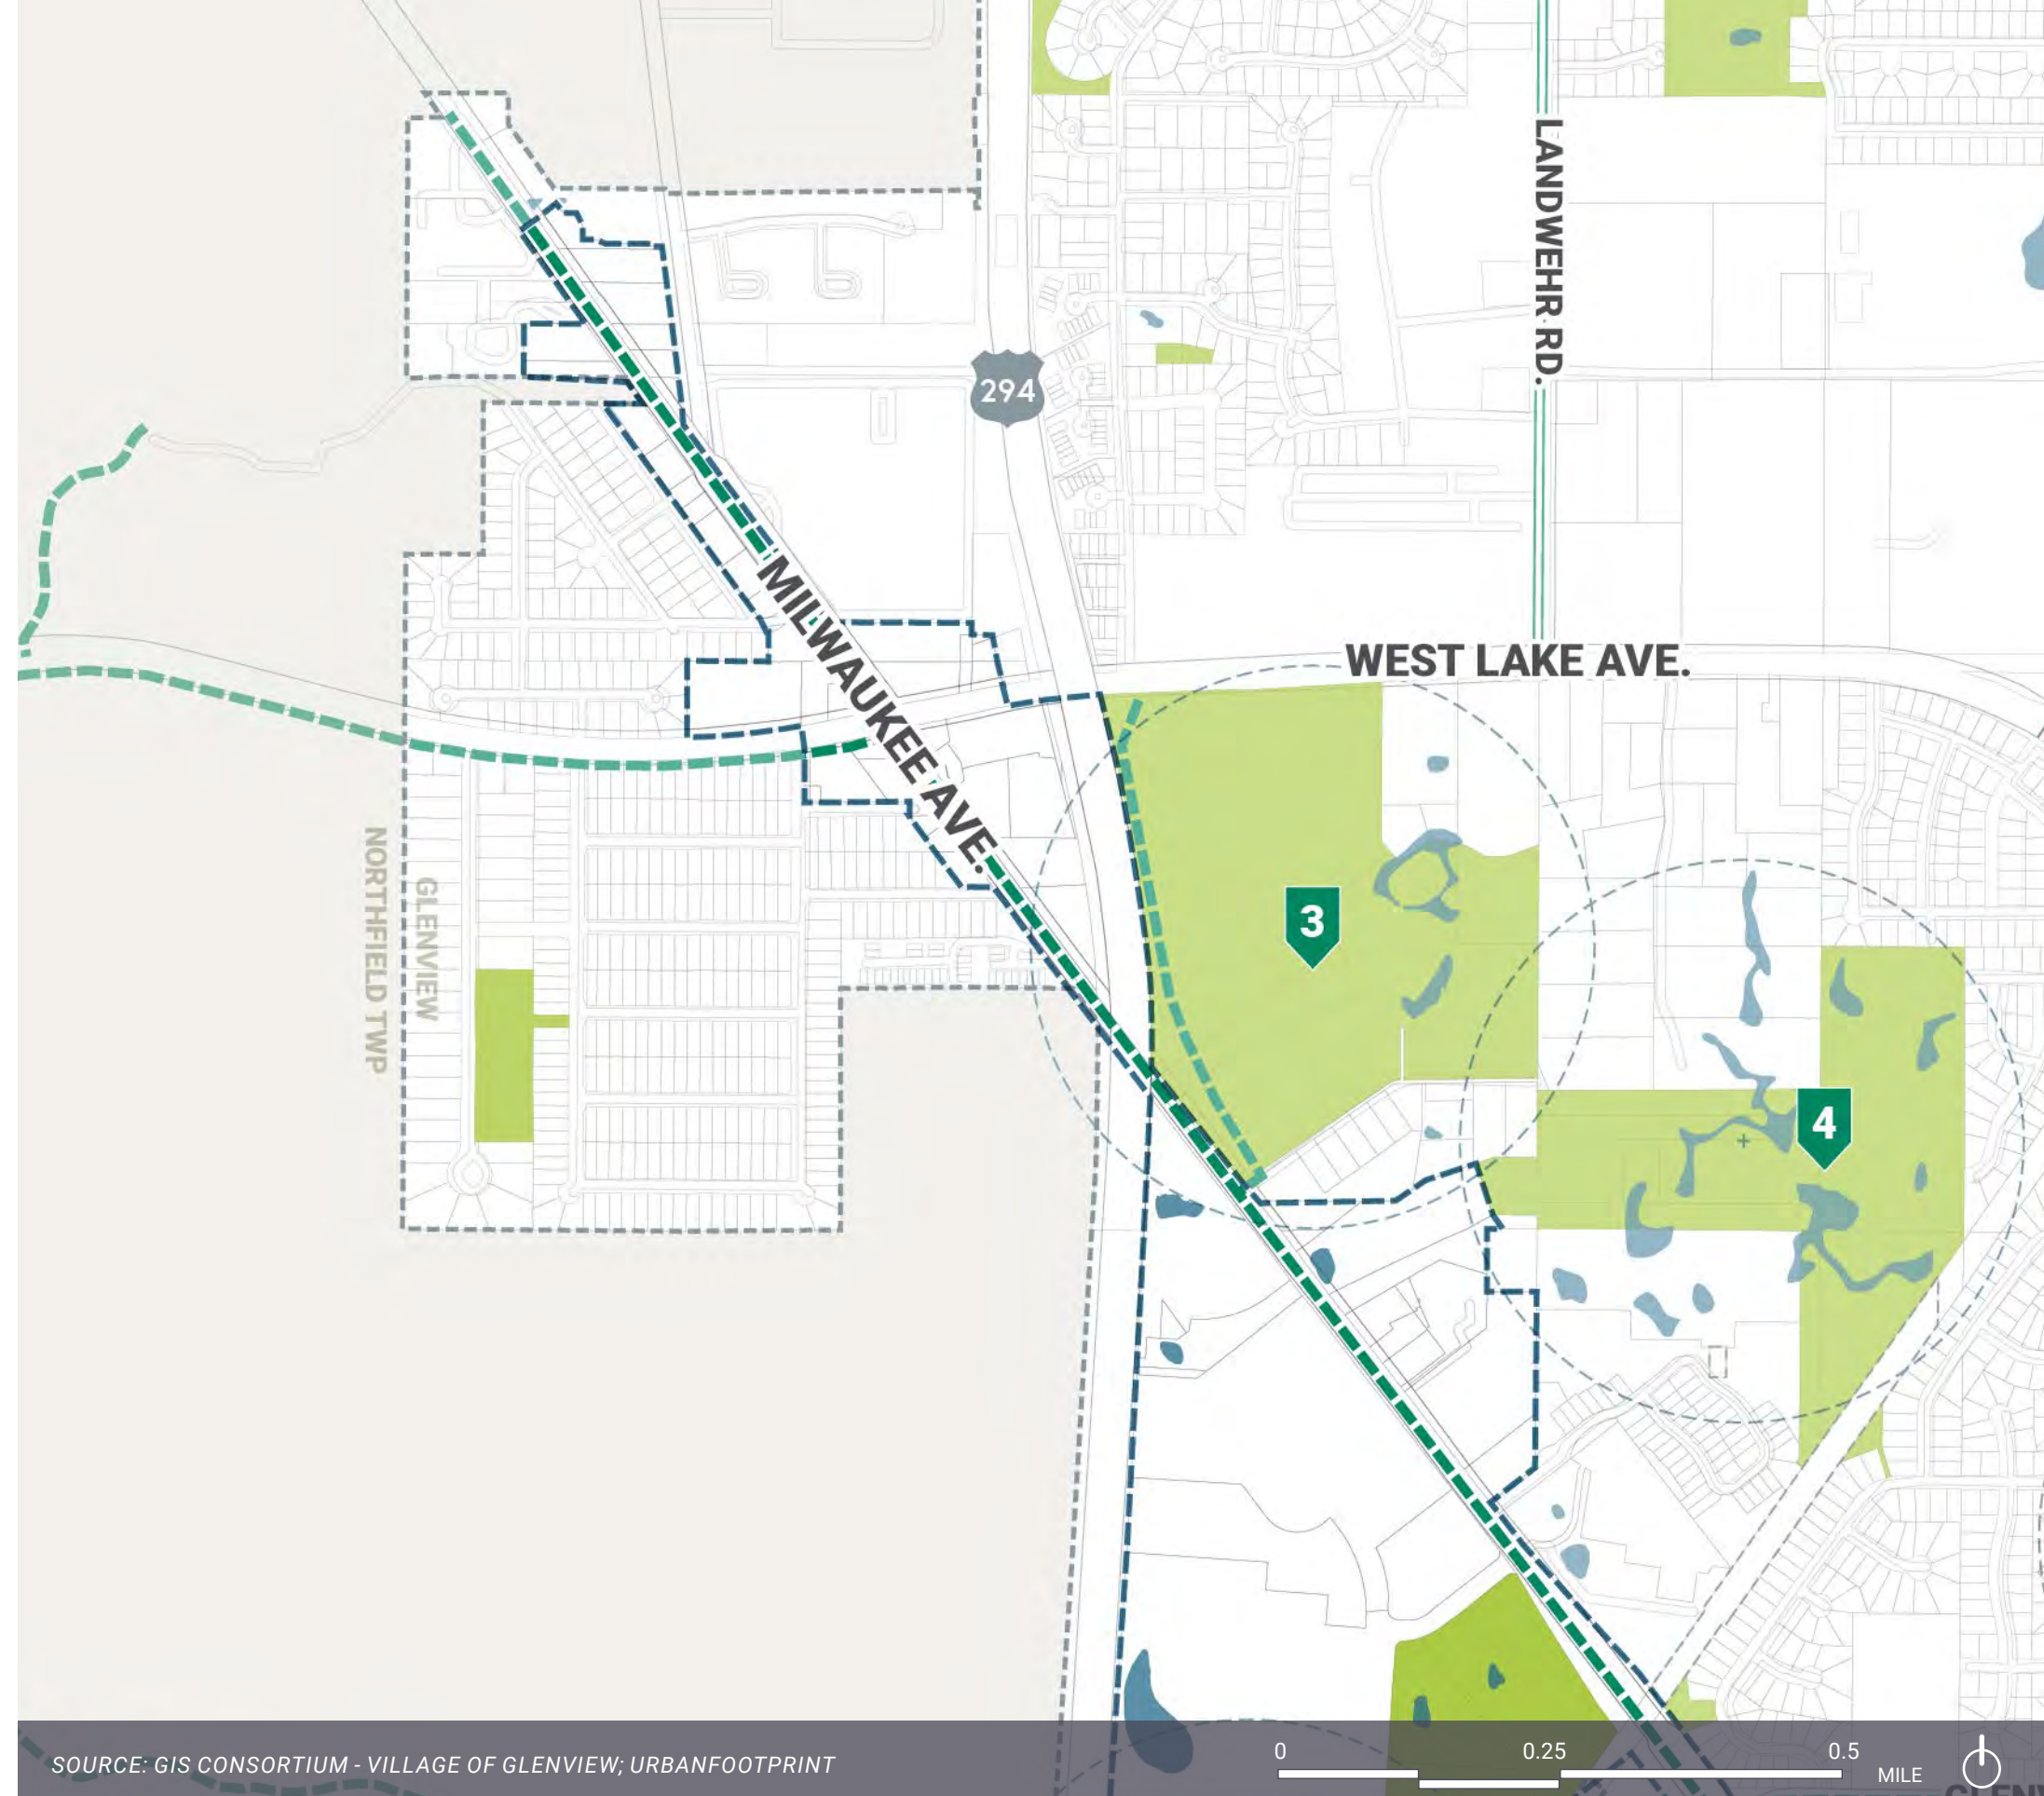 LANDWEHR RD.
294
MILWAUKEE AVE.
WEST LAKE AVE.
NORTHFIELD TWP
GLENVIEW
3
4
SOURCE: GIS CONSORTIUM - VILLAGE OF GLENVIEW; URBANFOOTPRINT
0 0.25 0.5
MILE